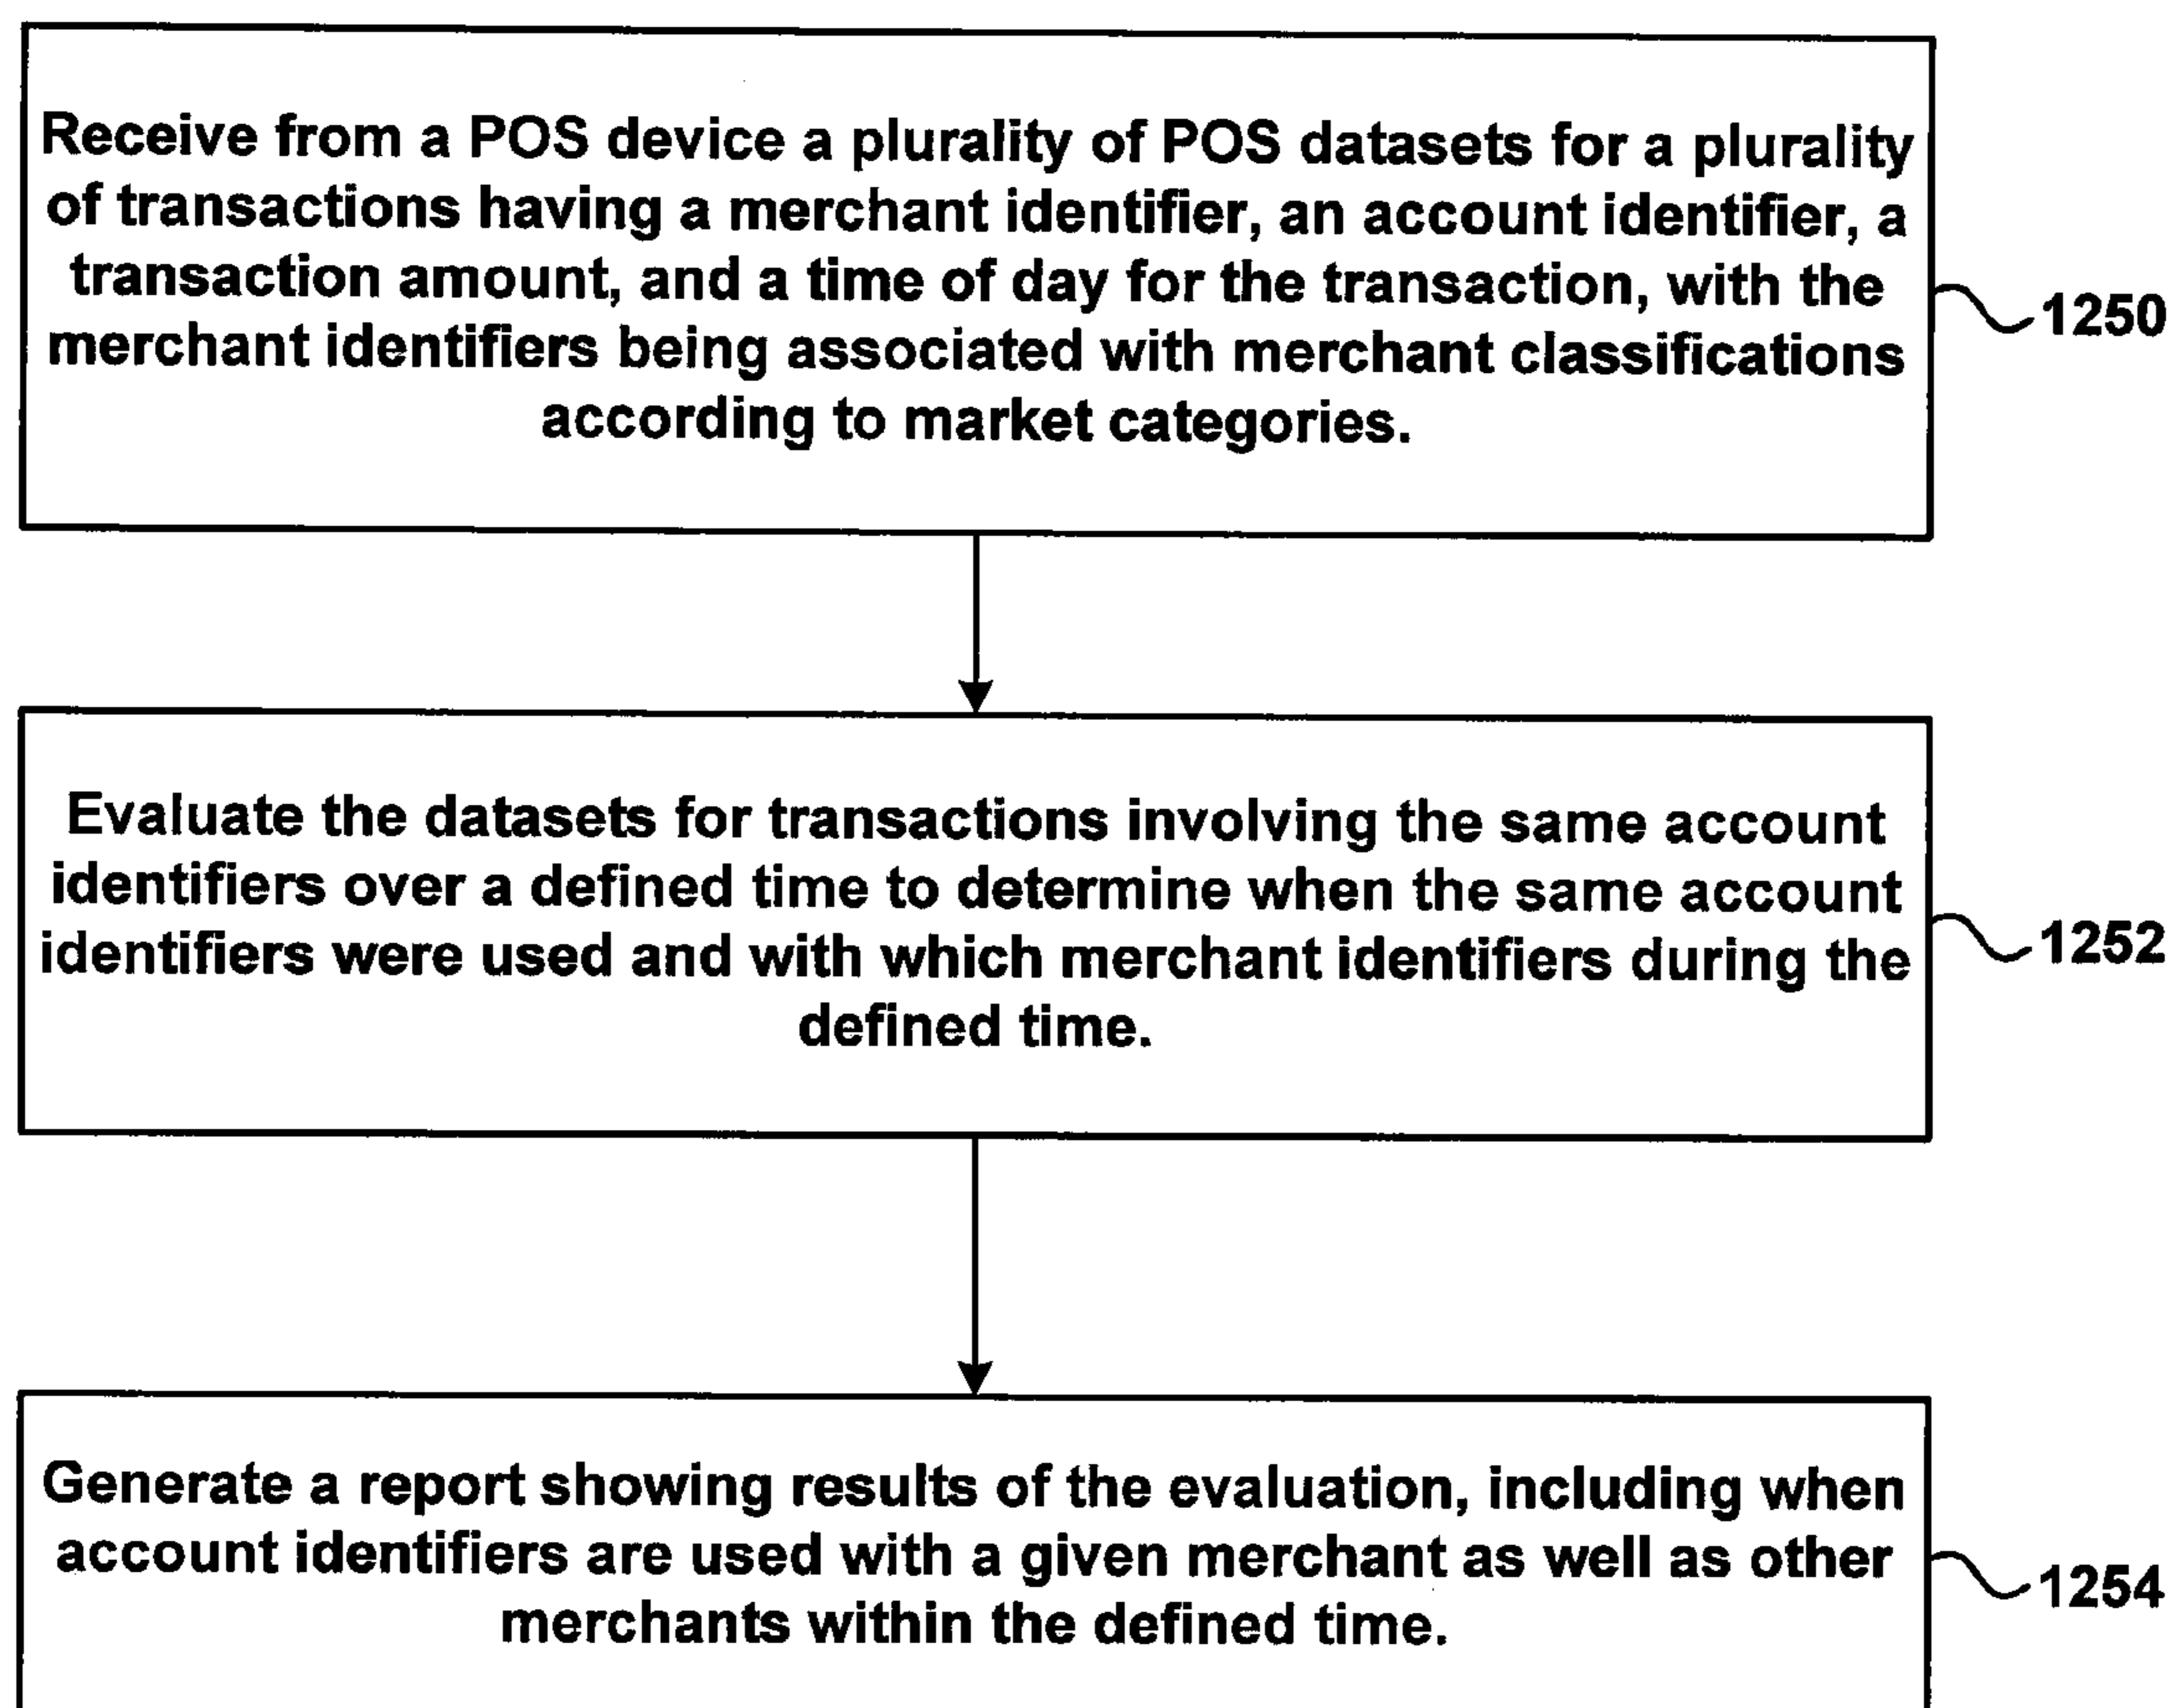 Receive from a POS device a plurality of POS datasets for a plurality
of transactions having a merchant identifier, an account identifier, a
transaction amount, and a time of day for the transaction, with the
merchant identifiers being associated with merchant classifications
according to market categories.
1250
Evaluate the datasets for transactions involving the same account
identifiers over a defined time to determine when the same account
identifiers were used and with which merchant identifiers during the
defined time.
1252
Generate a report showing results of the evaluation, including when
account identifiers are used with a given merchant as well as other
merchants within the defined time.
1254